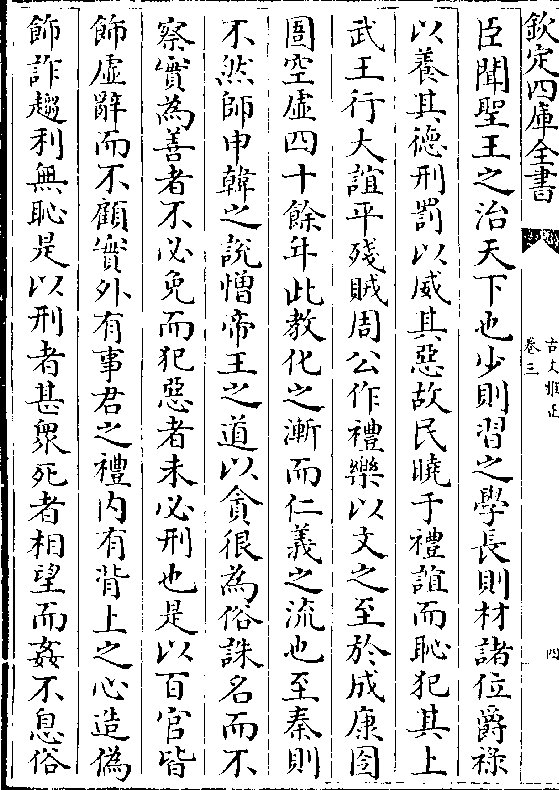 欽定四庫全書
古文雅正
卷三
四
臣聞聖王之治天下也少則習之學長則材諸位爵祿
以養其德刑罰以威其惡故民曉于禮誼而恥犯其上
武王行大誼平殘賊周公作禮樂以文之至於成康囹
圄空虛四十餘年此教化之漸而仁義之流也至秦則
不然師申韓之說憎帝王之道以貪很為俗誅名而不
察實為善者不必免而犯惡者未必刑也是以百官皆
飾虛辭而不顧實外有事君之禮內有背上之心造偽
飾詐趨利無恥是以刑者甚衆死者相望而姦不息俗